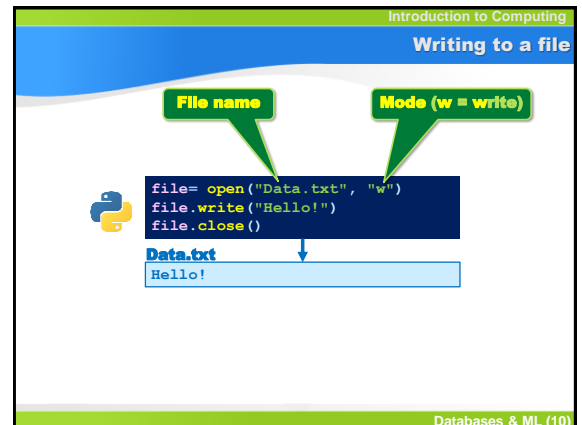 Introduction to Computing
Writing to a file
File name
Mode (w = write)
file= open("Data.txt", "w")
file.write("Hello!")
file.close()
Data.txt
Hello!
Databases & ML (10)